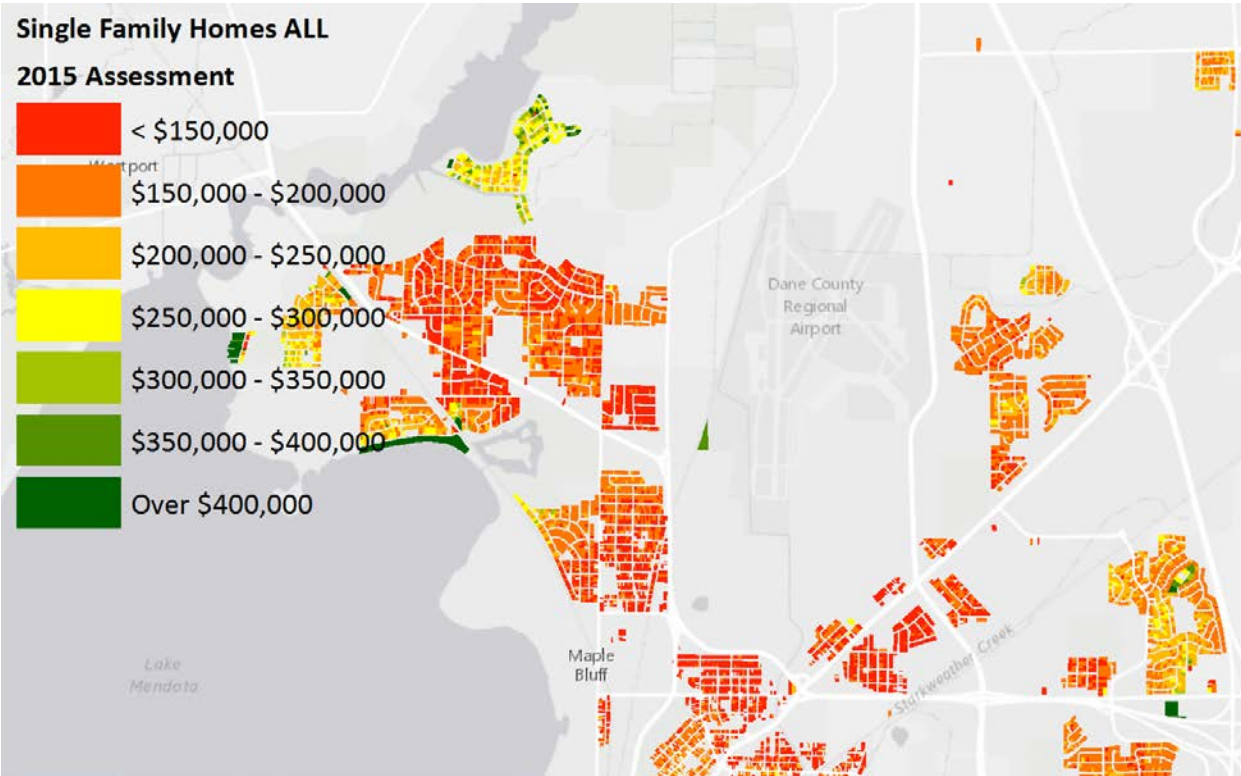 Single Family Homes ALL
2015 Assessment
< $150,000
$150,000 - $200,000
$200,000 - $250,000
$250,000 - $300,000
$300,000 - $350,000
$350,000 - $400,000
Over $400,000
Dane County
Regional
Airport
Maple
Bluff
Lake
Mendota
Starkweather Creek